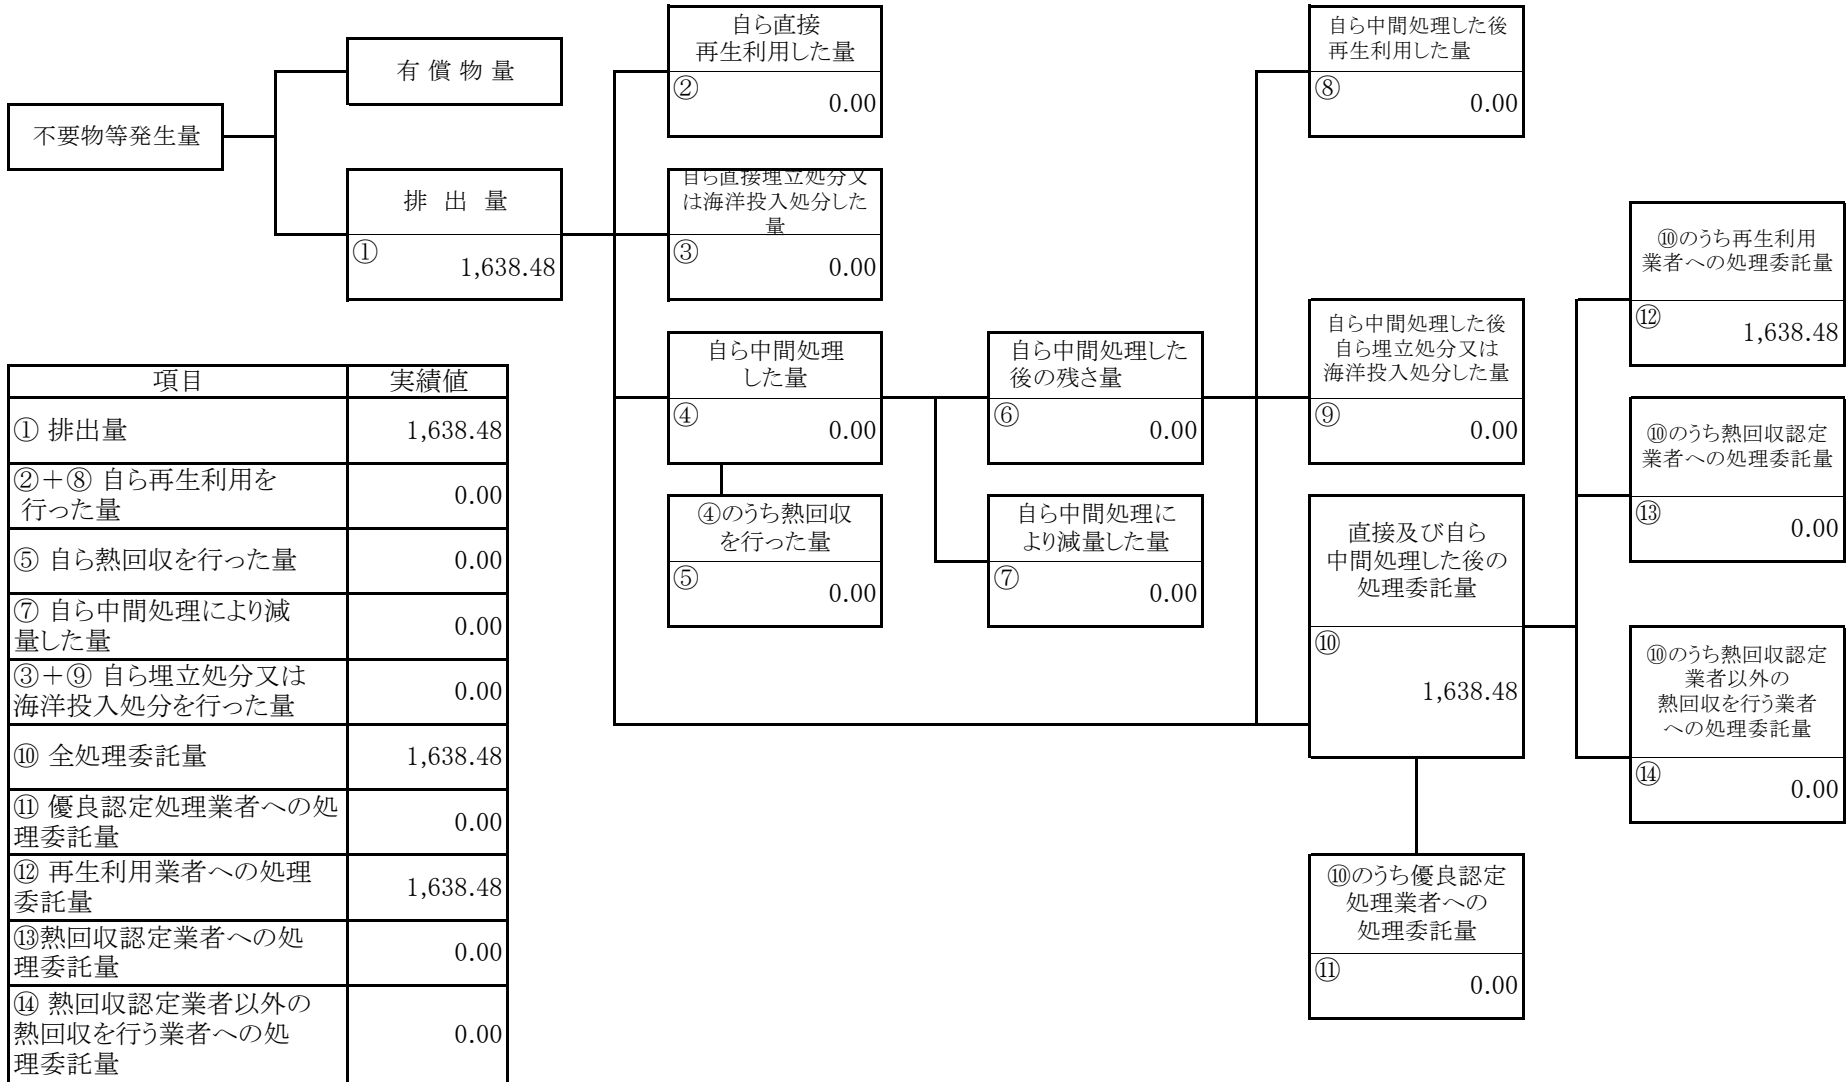 不要物等発生量
有 償 物 量
排 出 量
①
1,638.48
自ら直接
再生利用した量
②
0.00
自ら直接埋立処分又
は海洋投入処分した
量
③
0.00
自ら中間処理
した量
④
0.00
④のうち熱回収
を行った量
⑤
0.00
自ら中間処理した
後の残さ量
⑥
0.00
自ら中間処理に
より減量した量
⑦
0.00
自ら中間処理した後
再生利用した量
⑧
0.00
自ら中間処理した後
自ら埋立処分又は
海洋投入処分した量
⑨
0.00
直接及び自ら
中間処理した後の
処理委託量
⑩
1,638.48
⑩のうち優良認定
処理業者への
処理委託量
⑪
0.00
⑩のうち再生利用
業者への処理委託量
⑫
1,638.48
⑩のうち熱回収認定
業者への処理委託量
⑬
0.00
⑩のうち熱回収認定
業者以外の
熱回収を行う業者
への処理委託量
⑭
0.00
項目 実績値
① 排出量 1,638.48
②＋⑧ 自ら再生利用を
行った量 0.00
⑤ 自ら熱回収を行った量 0.00
⑦ 自ら中間処理により減
量した量 0.00
③＋⑨ 自ら埋立処分又は
海洋投入処分を行った量 0.00
⑩ 全処理委託量 1,638.48
⑪ 優良認定処理業者への処
理委託量 0.00
⑫ 再生利用業者への処理
委託量 1,638.48
⑬熱回収認定業者への処
理委託量 0.00
⑭ 熱回収認定業者以外の
熱回収を行う業者への処
理委託量 0.00